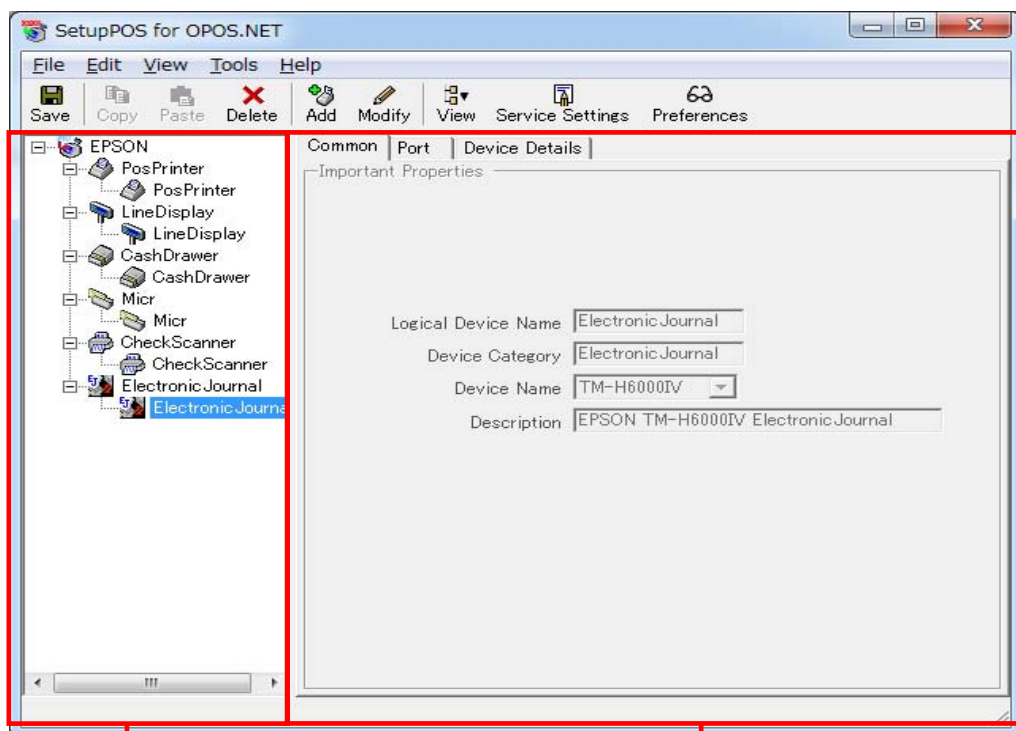 SetupPOS for OPOS.NET
File Edit View Tools Help
Save Copy Paste Delete Add Modify View Service Settings Preferences
EPSON
PosPrinter
PosPrinter
LineDisplay
LineDisplay
CashDrawer
CashDrawer
Micr
Micr
CheckScanner
CheckScanner
ElectronicJournal
ElectronicJourna
Common Port Device Details
Important Properties
Logical Device Name ElectronicJournal
Device Category ElectronicJournal
Device Name TM-H6000IV
Description EPSON TM-H6000IV ElectronicJournal